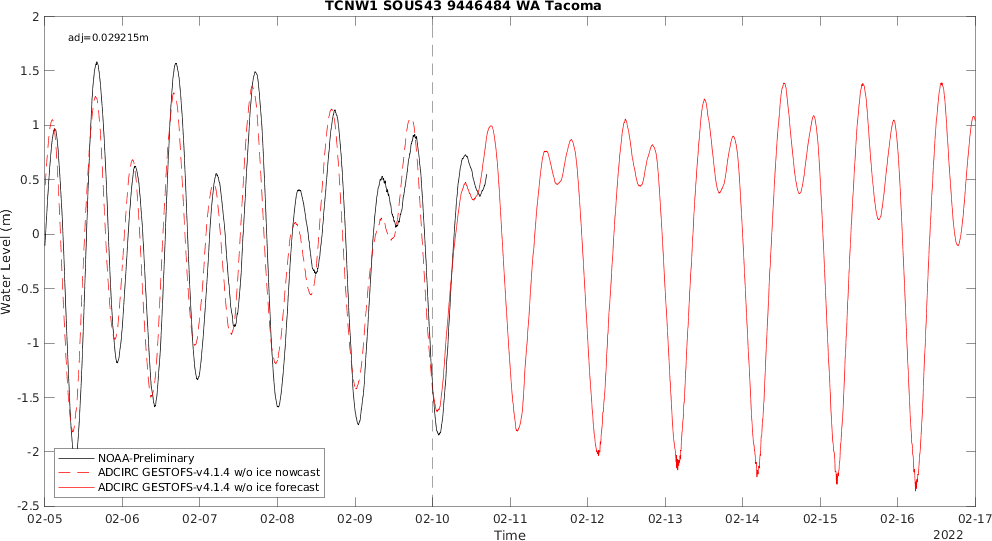 TCNW1 SOUS43 9446484 WA Tacoma
adj=0.029215m
2
1.5
1
0.5
0
-0.5
-1
-1.5
-2
-2.5
Water Level (m)
NOAA-Preliminary
ADCIRC GESTOFS-v4.1.4 w/o ice nowcast
ADCIRC GESTOFS-v4.1.4 w/o ice forecast
02-05 02-06 02-07 02-08 02-09 02-10 02-11 02-12 02-13 02-14 02-15 02-16 02-17
Time
2022